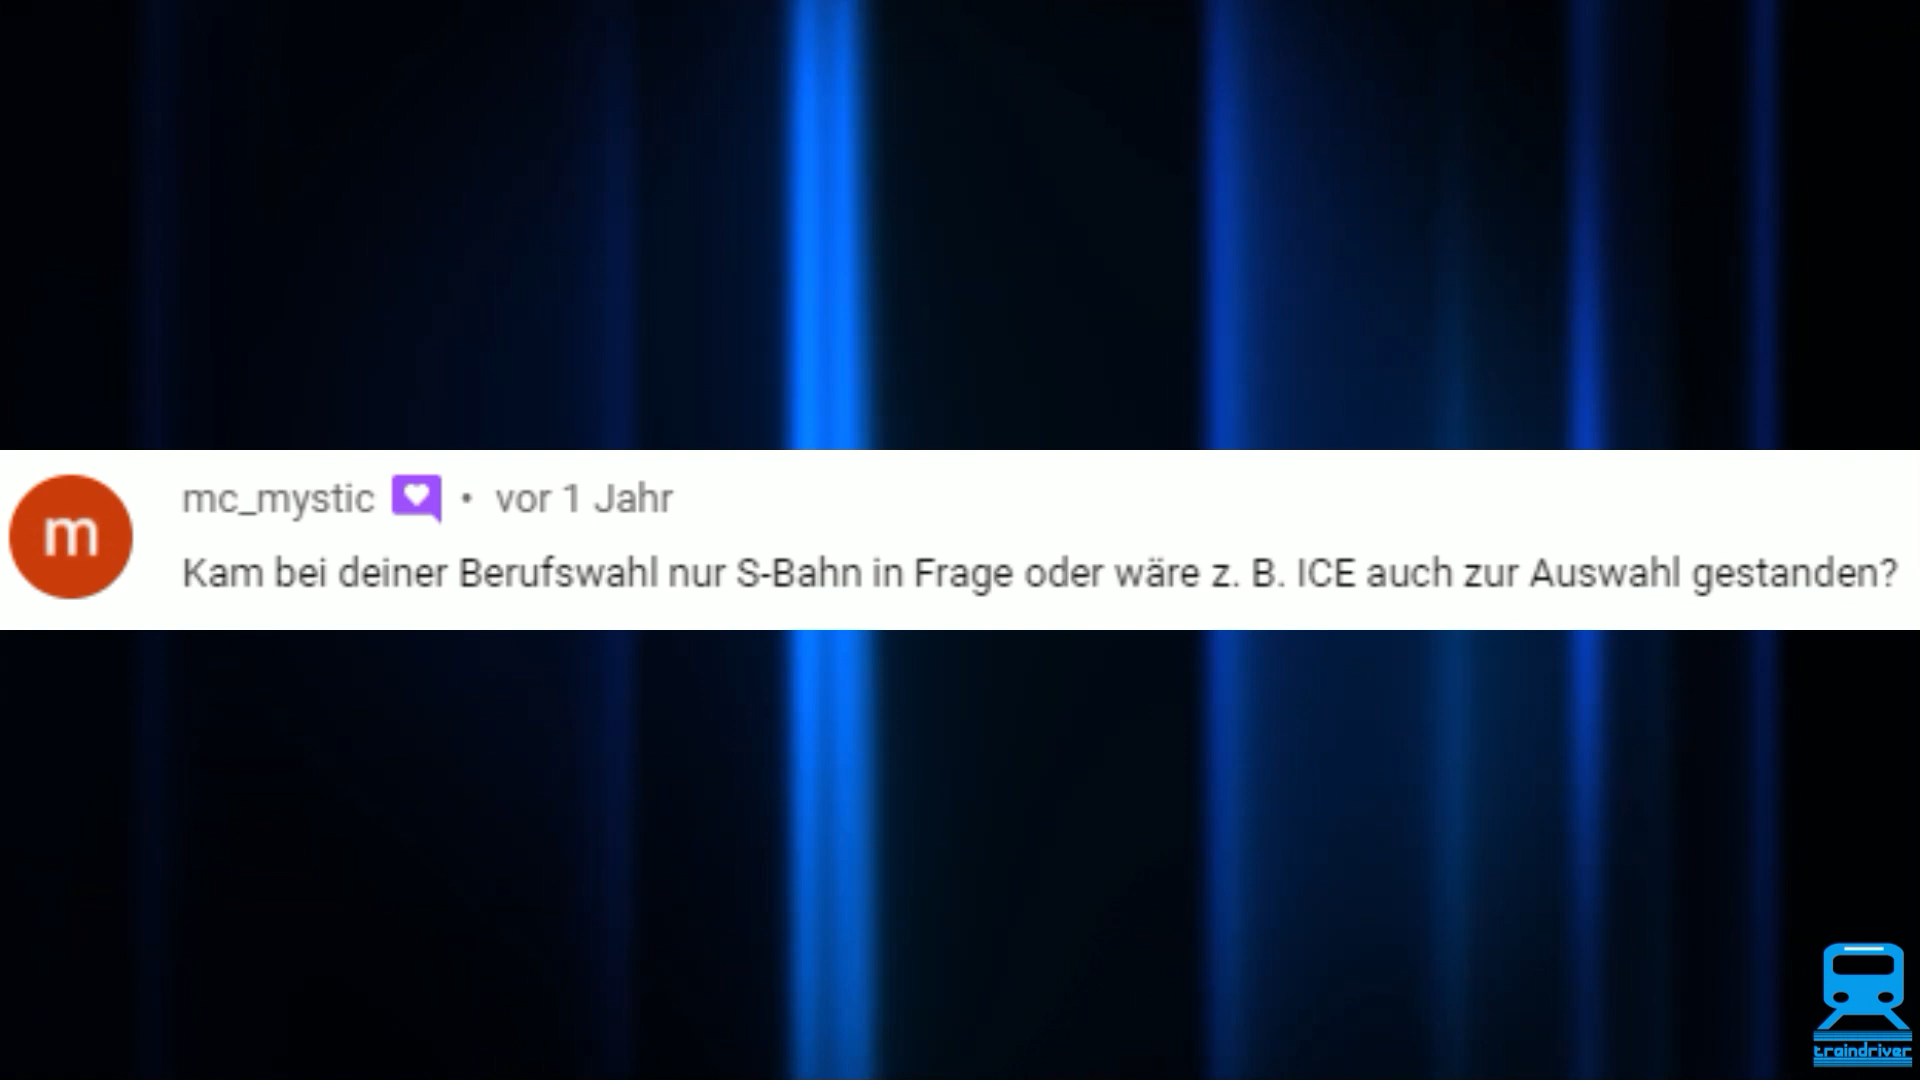 m
mc_mystic • vor 1 Jahr
Kam bei deiner Berufswahl nur S-Bahn in Frage oder wäre z. B. ICE auch zur Auswahl gestanden?
traindriver